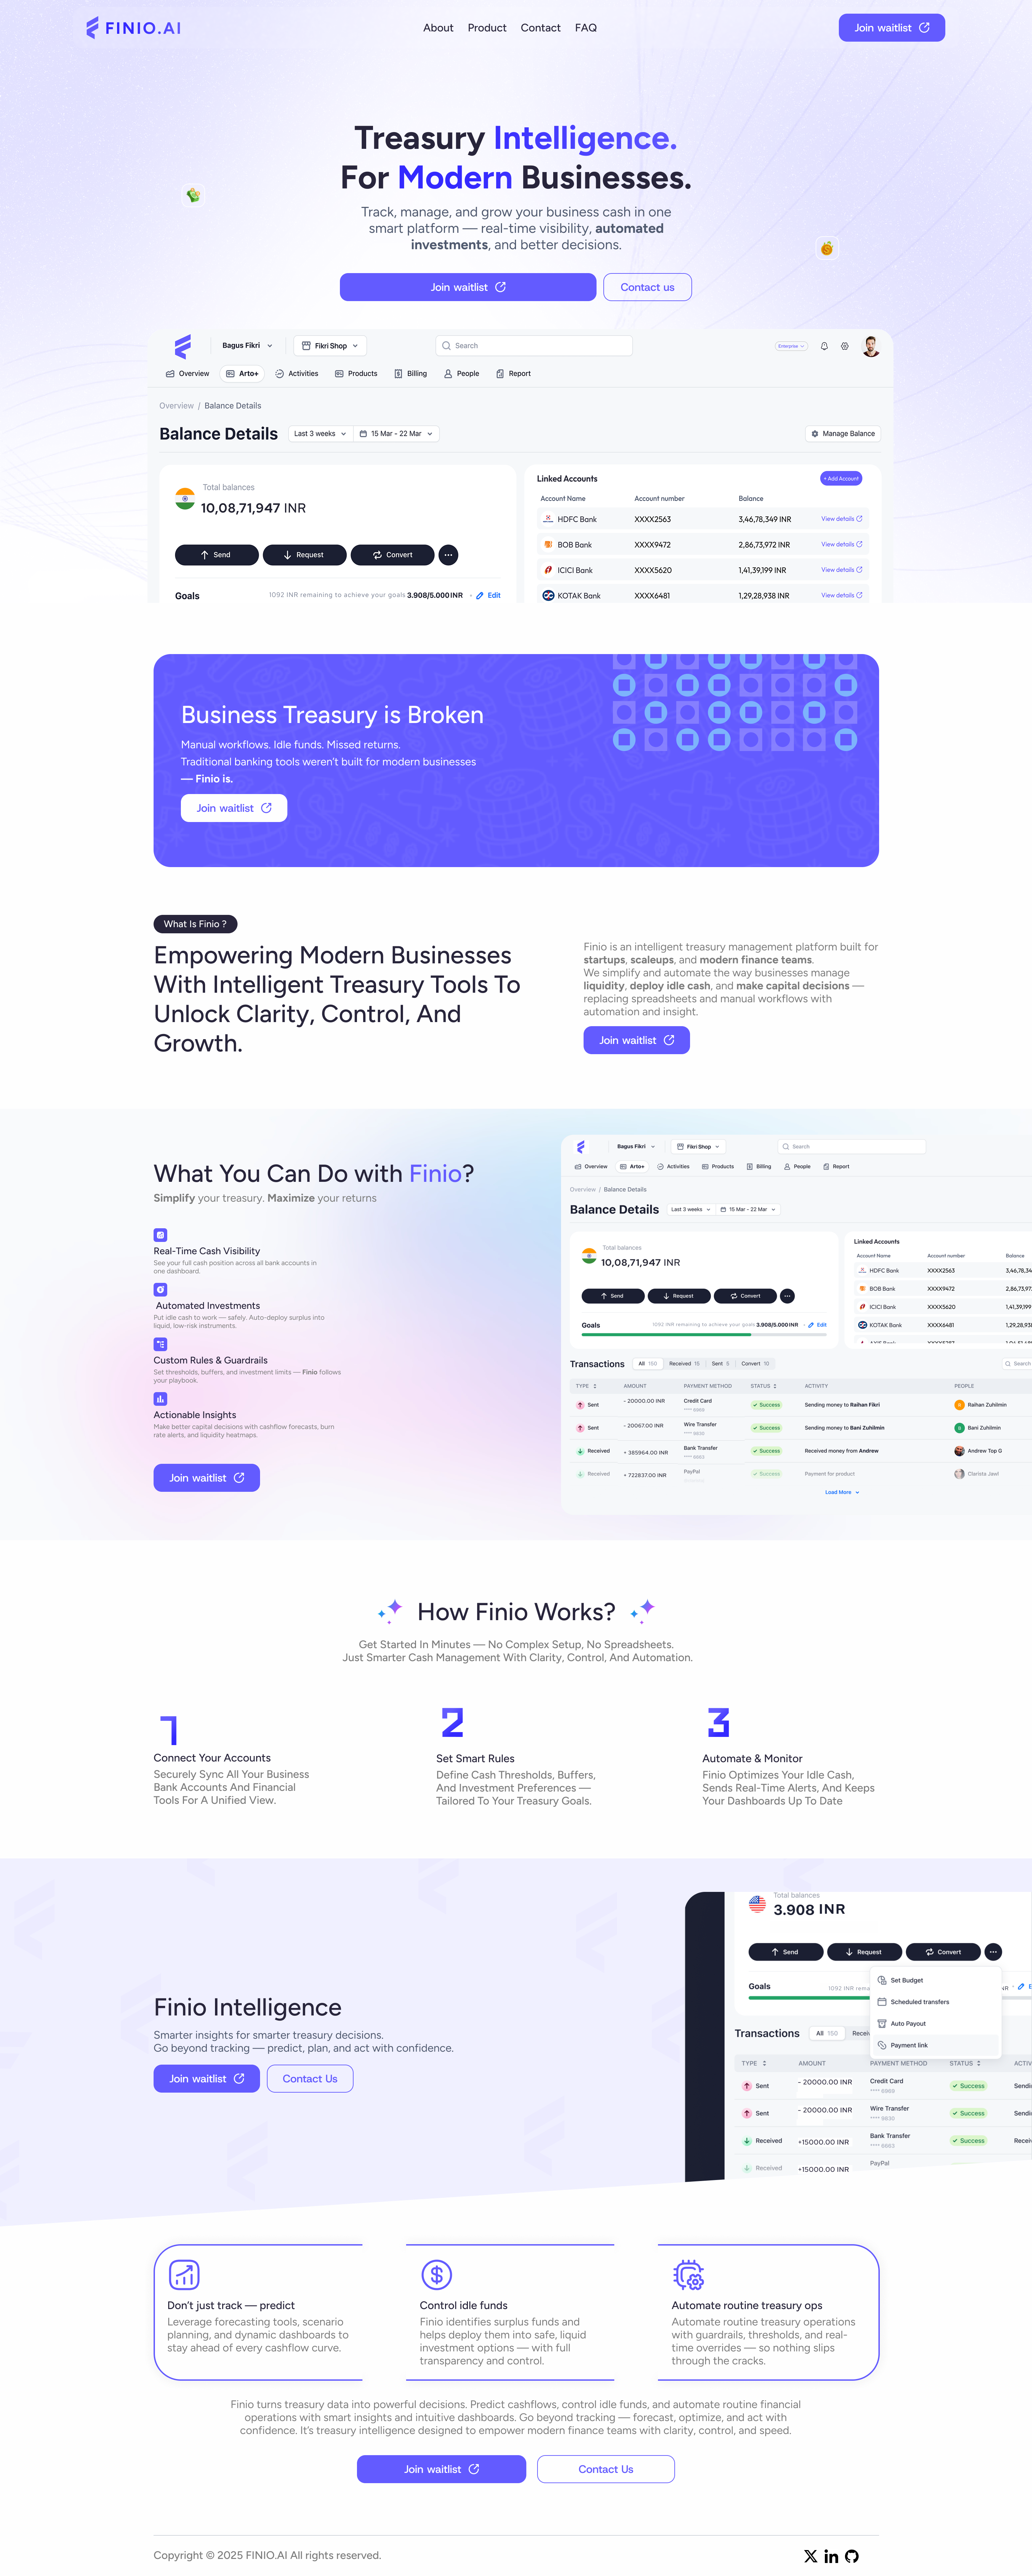 FINIO.AI
About Product Contact FAQ
Join waitlist
Treasury Intelligence.
For Modern Businesses.
Track, manage, and grow your business cash in one
smart platform — real-time visibility, automated
investments, and better decisions.
Join waitlist
Contact us
Bagus Fikri
Fikri Shop
Search
Enterprise
Overview Arto+ Activities Products Billing People Report
Overview / Balance Details
Balance Details
Last 3 weeks
15 Mar - 22 Mar
Manage Balance
Total balances
10,08,71,947 INR
Send Request Convert
Goals
1092 INR remaining to achieve your goals 3.908/5.000INR
Edit
Linked Accounts
+ Add Account
Account Name Account number Balance
HDFC Bank XXXX2563 3,46,78,349 INR View details
BOB Bank XXXX9472 2,86,73,972 INR View details
ICICI Bank XXXX5620 1,41,39,199 INR View details
KOTAK Bank XXXX6481 1,29,28,938 INR View details
Business Treasury is Broken
Manual workflows. Idle funds. Missed returns.
Traditional banking tools weren't built for modern businesses
— Finio is.
Join waitlist
What Is Finio ?
Empowering Modern Businesses
With Intelligent Treasury Tools To
Unlock Clarity, Control, And
Growth.
Finio is an intelligent treasury management platform built for
startups, scaleups, and modern finance teams.
We simplify and automate the way businesses manage
liquidity, deploy idle cash, and make capital decisions —
replacing spreadsheets and manual workflows with
automation and insight.
Join waitlist
What You Can Do with Finio?
Simplify your treasury. Maximize your returns
Real-Time Cash Visibility
See your full cash position across all bank accounts in
one dashboard.
Automated Investments
Put idle cash to work — safely. Auto-deploy surplus into
liquid, low-risk instruments.
Custom Rules & Guardrails
Set thresholds, buffers, and investment limits — Finio follows
your playbook.
Actionable Insights
Make better capital decisions with cashflow forecasts, burn
rate alerts, and liquidity heatmaps.
Join waitlist
Bagus Fikri
Fikri Shop
Search
Overview Arto+ Activities Products Billing People Report
Overview / Balance Details
Balance Details
Last 3 weeks
15 Mar - 22 Mar
Total balances
10,08,71,947 INR
Send Request Convert
Goals
1092 INR remaining to achieve your goals 3.908/5.000INR
Edit
Linked Accounts
Account Name Account number Balance
HDFC Bank XXXX2563 3,46,78,34
BOB Bank XXXX9472 2,86,73,97
ICICI Bank XXXX5620 1,41,39,199
KOTAK Bank XXXX6481 1,29,28,93
Transactions
All 150 Received 15 Sent 5 Convert 10
Search
TYPE AMOUNT PAYMENT METHOD STATUS ACTIVITY PEOPLE
Sent - 20000.00 INR Credit Card Success Sending money to Raihan Fikri Raihan Zuhilmin
Sent - 20067.00 INR Wire Transfer Success Sending money to Bani Zuhilmin Bani Zuhilmin
Received + 385964.00 INR Bank Transfer Success Received money from Andrew Andrew Top G
Received + 722837.00 INR PayPal Success Payment for product Clarista Jawl
Load More
How Finio Works?
Get Started In Minutes — No Complex Setup, No Spreadsheets.
Just Smarter Cash Management With Clarity, Control, And Automation.
1
Connect Your Accounts
Securely Sync All Your Business
Bank Accounts And Financial
Tools For A Unified View.
2
Set Smart Rules
Define Cash Thresholds, Buffers,
And Investment Preferences —
Tailored To Your Treasury Goals.
3
Automate & Monitor
Finio Optimizes Your Idle Cash,
Sends Real-Time Alerts, And Keeps
Your Dashboards Up To Date
Finio Intelligence
Smarter insights for smarter treasury decisions.
Go beyond tracking — predict, plan, and act with confidence.
Join waitlist
Contact Us
Total balances
3.908 INR
Send Request Convert
Goals
1092 INR rema
Set Budget
Scheduled transfers
Auto Payout
Payment link
Transactions
All 150 Recei
TYPE AMOUNT PAYMENT METHOD STATUS ACTIV
Sent - 20000.00 INR Credit Card Success Sendi
Sent - 20000.00 INR Wire Transfer Success Sendi
Received +15000.00 INR Bank Transfer Success Recei
Received +15000.00 INR PayPal
Don't just track — predict
Leverage forecasting tools, scenario
planning, and dynamic dashboards to
stay ahead of every cashflow curve.
Control idle funds
Finio identifies surplus funds and
helps deploy them into safe, liquid
investment options — with full
transparency and control.
Automate routine treasury ops
Automate routine treasury operations
with guardrails, thresholds, and real-
time overrides — so nothing slips
through the cracks.
Finio turns treasury data into powerful decisions. Predict cashflows, control idle funds, and automate routine financial
operations with smart insights and intuitive dashboards. Go beyond tracking — forecast, optimize, and act with
confidence. It's treasury intelligence designed to empower modern finance teams with clarity, control, and speed.
Join waitlist
Contact Us
Copyright © 2025 FINIO.AI All rights reserved.